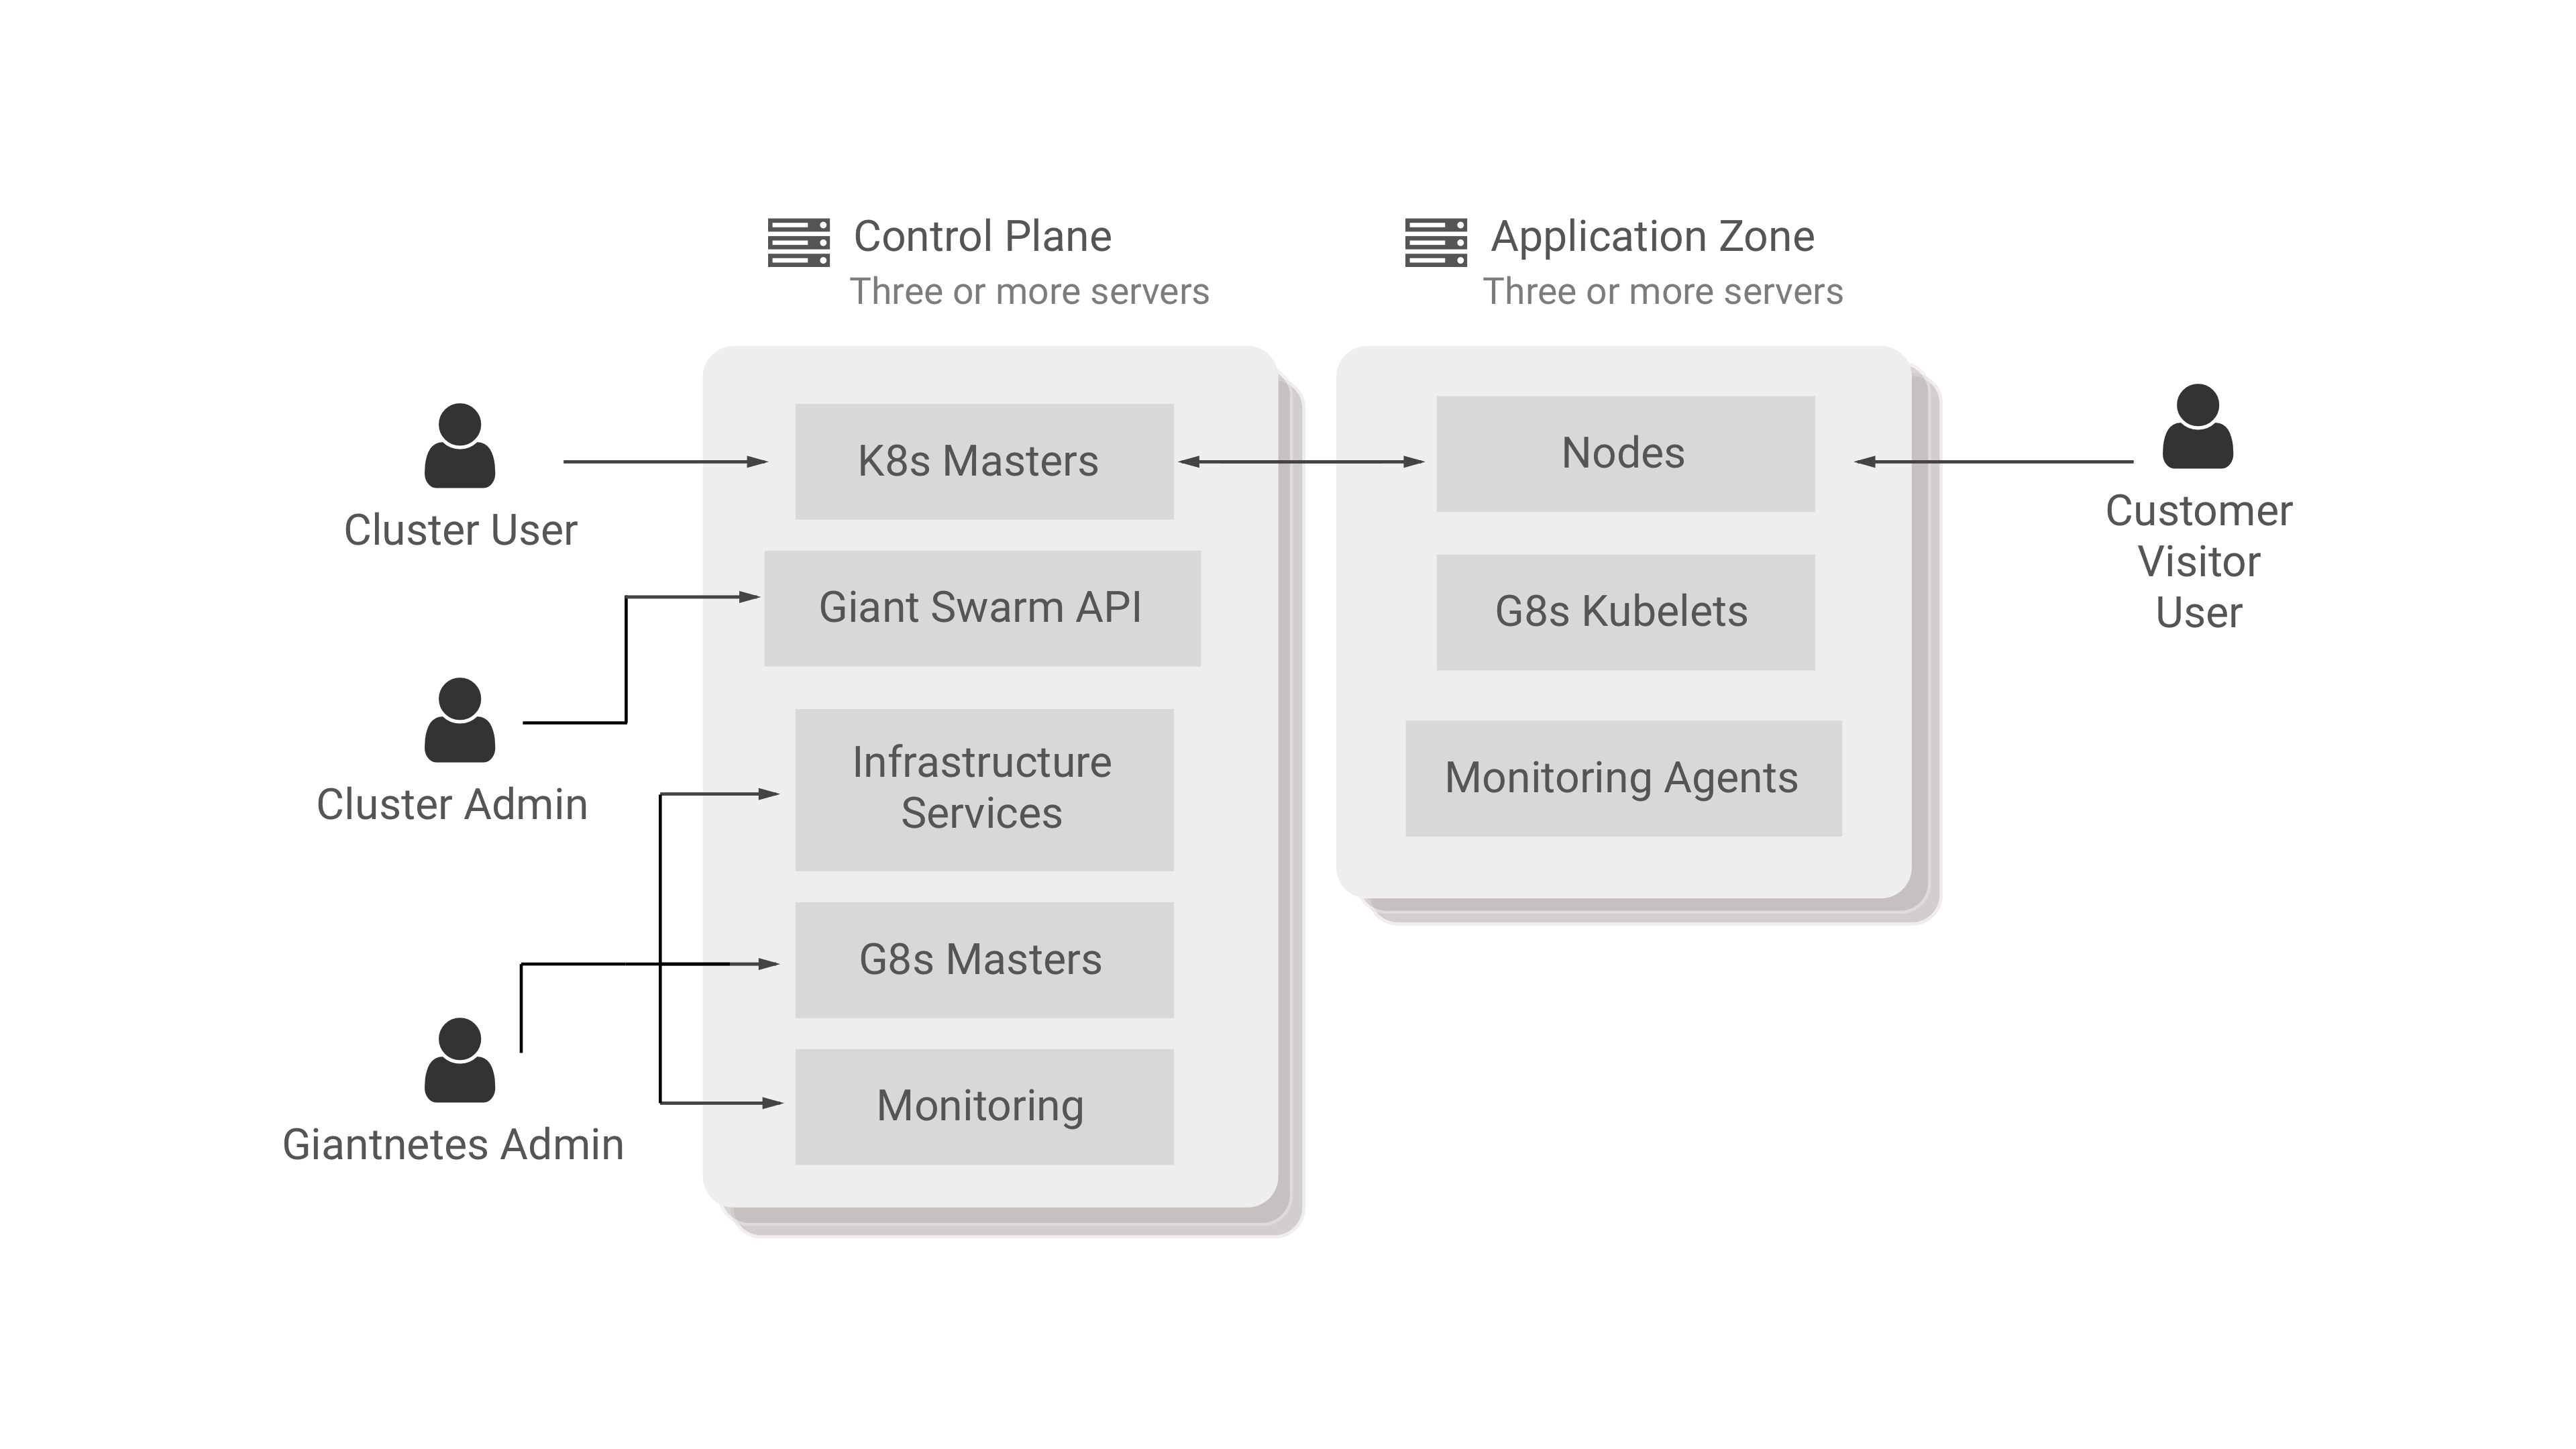 Control Plane
Three or more servers
Application Zone
Three or more servers
Cluster User
Cluster Admin
Giantnetes Admin
K8s Masters
Giant Swarm API
Infrastructure
Services
G8s Masters
Monitoring
Nodes
G8s Kubelets
Monitoring Agents
Customer
Visitor
User